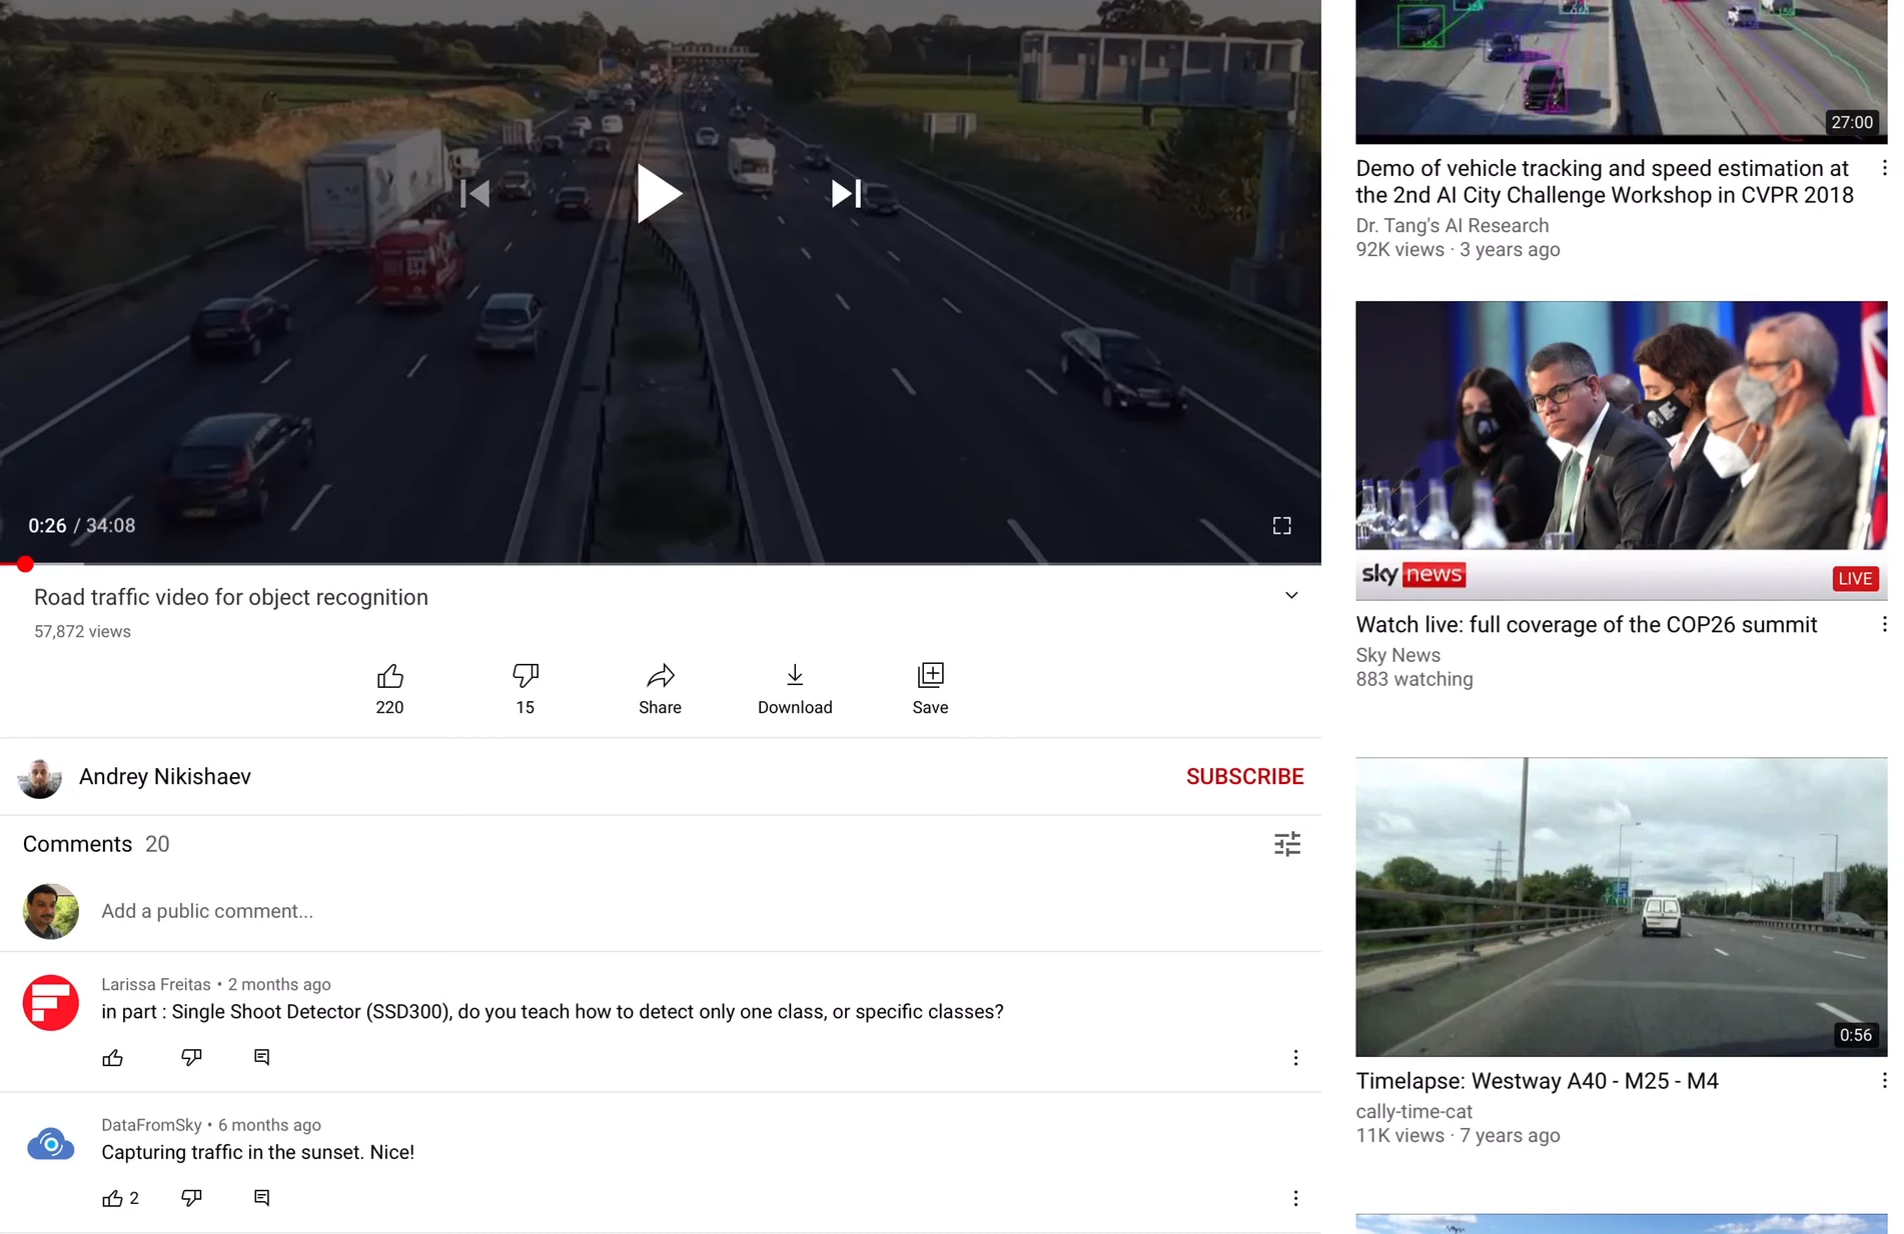 0:26 / 34:08
Road traffic video for object recognition
57,872 views
220
15
Share
Download
Save
Andrey Nikishaev
SUBSCRIBE
Comments 20
Add a public comment...
Larissa Freitas • 2 months ago
in part : Single Shoot Detector (SSD300), do you teach how to detect only one class, or specific classes?
DataFromSky • 6 months ago
Capturing traffic in the sunset. Nice!
2
27:00
Demo of vehicle tracking and speed estimation at
the 2nd AI City Challenge Workshop in CVPR 2018
Dr. Tang's AI Research
92K views · 3 years ago
sky news
LIVE
Watch live: full coverage of the COP26 summit
Sky News
883 watching
0:56
Timelapse: Westway A40 - M25 - M4
cally-time-cat
11K views · 7 years ago